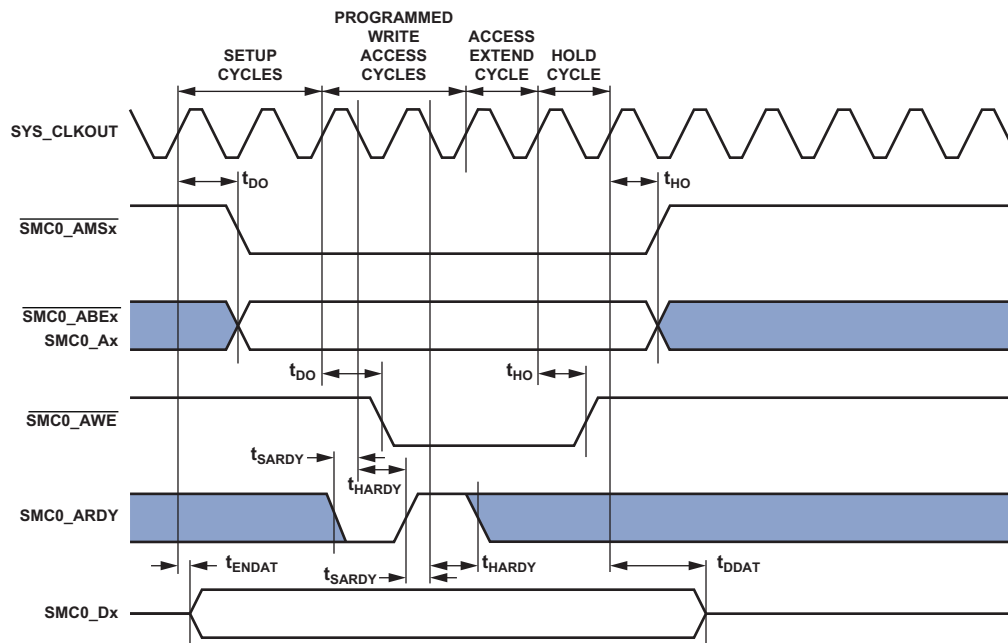 PROGRAMMED
WRITE
ACCESS
CYCLES
SETUP
CYCLES
ACCESS
EXTEND
CYCLE
HOLD
CYCLE
SYS_CLKOUT
tDO
tHO
SMC0_AMSx
SMC0_ABEx
SMC0_Ax
tDO
tHO
SMC0_AWE
tSARDY
tHARDY
SMC0_ARDY
tENDAT
tSARDY
tHARDY
tDDAT
SMC0_Dx